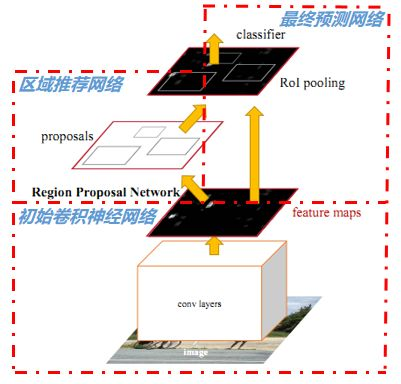 最终预测网络
classifier
区域推荐网络
RoI pooling
proposals
Region Proposal Network
初始卷积神经网络
feature maps
conv layers
image